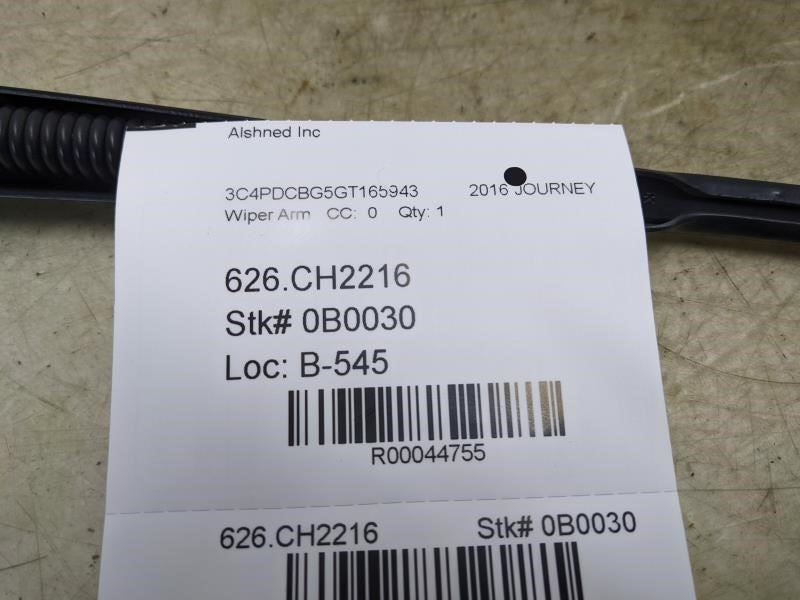 Alshned Inc
3C4PDCBG5GT165943 2016 JOURNEY
Wiper Arm CC: 0 Qty: 1
626.CH2216
Stk# 0B0030
Loc: B-545
R00044755
626.CH2216 Stk# 0B0030